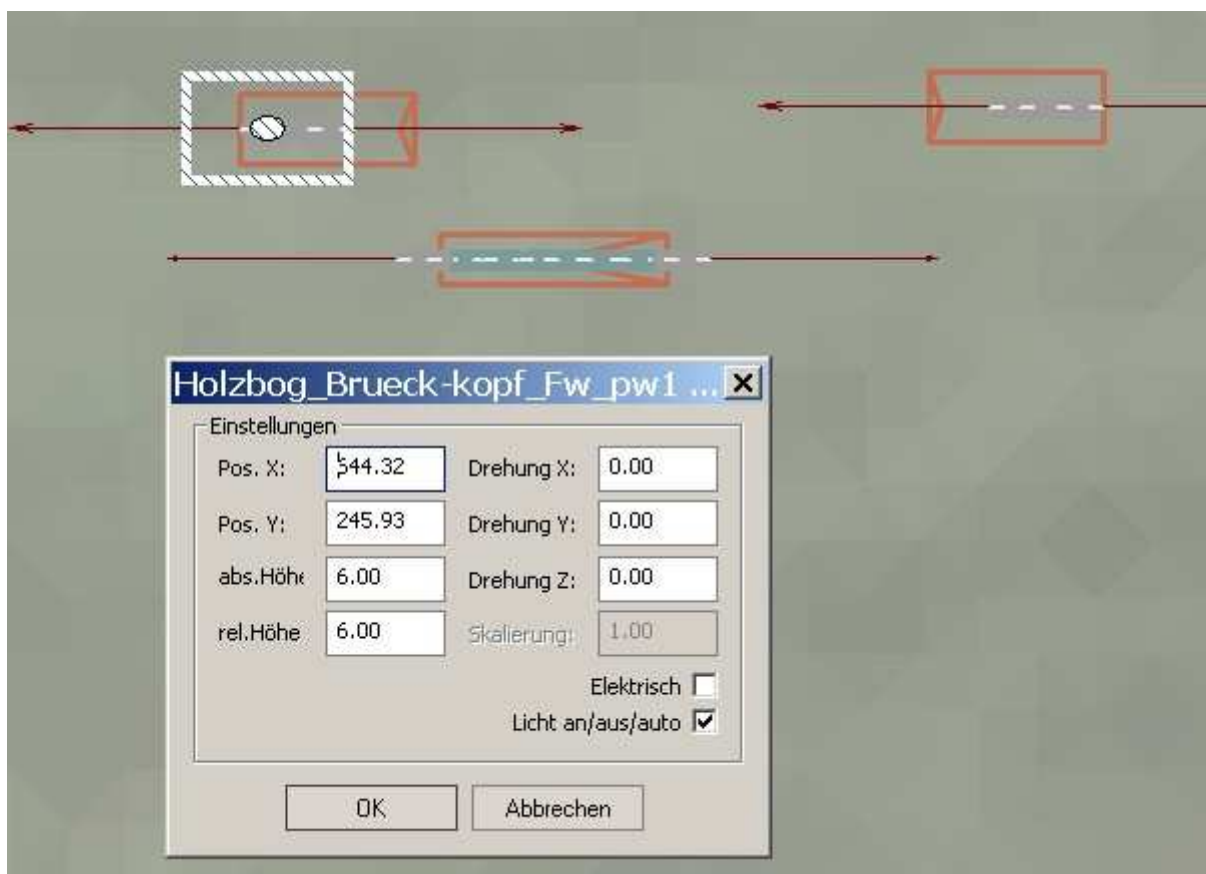 Holzbog_Brueck-kopf_Fw_pw1 ...
Einstellungen
Pos. X: 544.32 Drehung X: 0.00
Pos. Y: 245.93 Drehung Y: 0.00
abs.Höhe 6.00 Drehung Z: 0.00
rel.Höhe 6.00 Skalierung: 1.00
Elektrisch
Licht an/aus/auto
OK Abbrechen